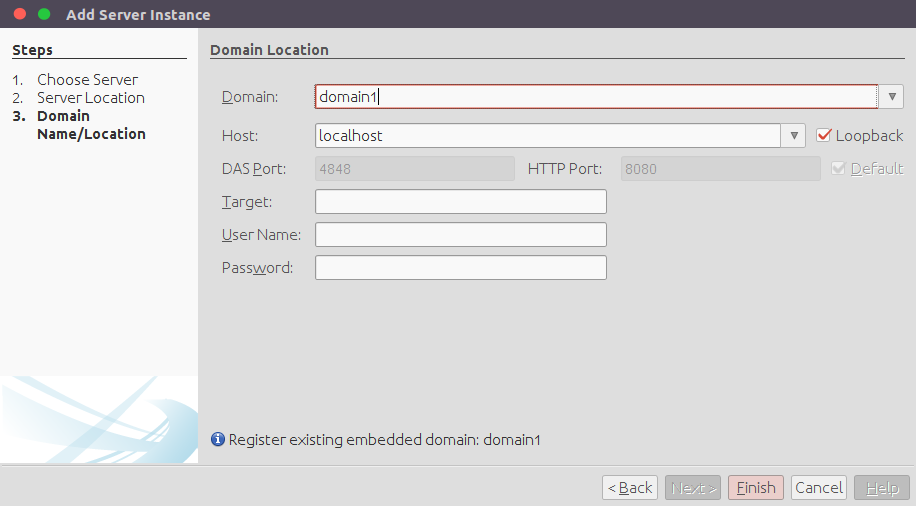 Add Server Instance
Steps
1. Choose Server
2. Server Location
3. Domain
Name/Location
Domain Location
Domain: domain1
Host: localhost Loopback
DAS Port: 4848 HTTP Port: 8080 Default
Target:
User Name:
Password:
Register existing embedded domain: domain1
< Back Next > Finish Cancel Help